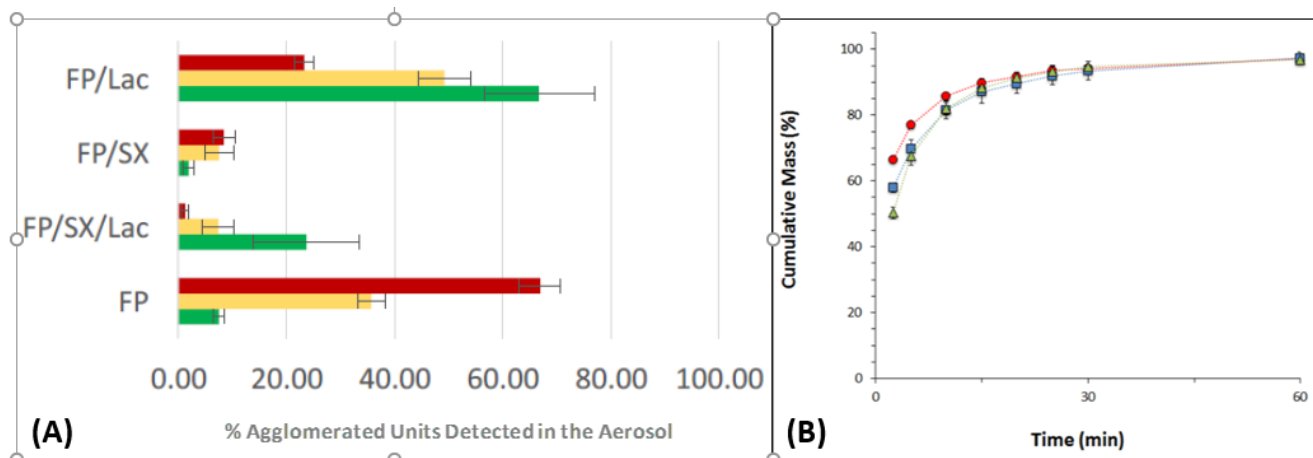 FP/Lac
FP/SX
FP/SX/Lac
FP
0.00 20.00 40.00 60.00 80.00 100.00
(A)
% Agglomerated Units Detected in the Aerosol
Cumulative Mass (%)
100
80
60
40
20
0
0 30 60
(B)
Time (min)